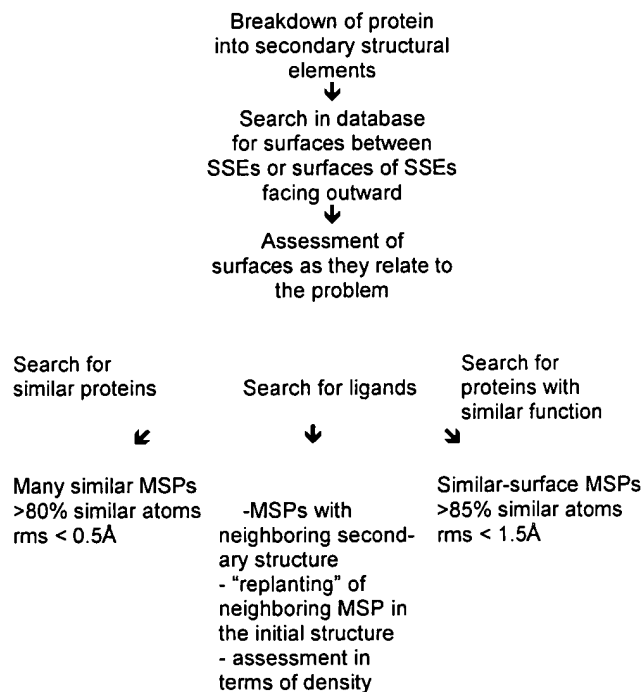 Breakdown of protein
into secondary structural
elements
Search in database
for surfaces between
SSEs or surfaces of SSEs
facing outward
Assessment of
surfaces as they relate to
the problem
Search for
similar proteins
Search for ligands
Search for
proteins with
similar function
Many similar MSPs
>80% similar atoms
rms < 0.5Å
-MSPs with
neighboring second-
ary structure
- “replanting” of
neighboring MSP in
the initial structure
- assessment in
terms of density
Similar-surface MSPs
>85% similar atoms
rms < 1.5Å